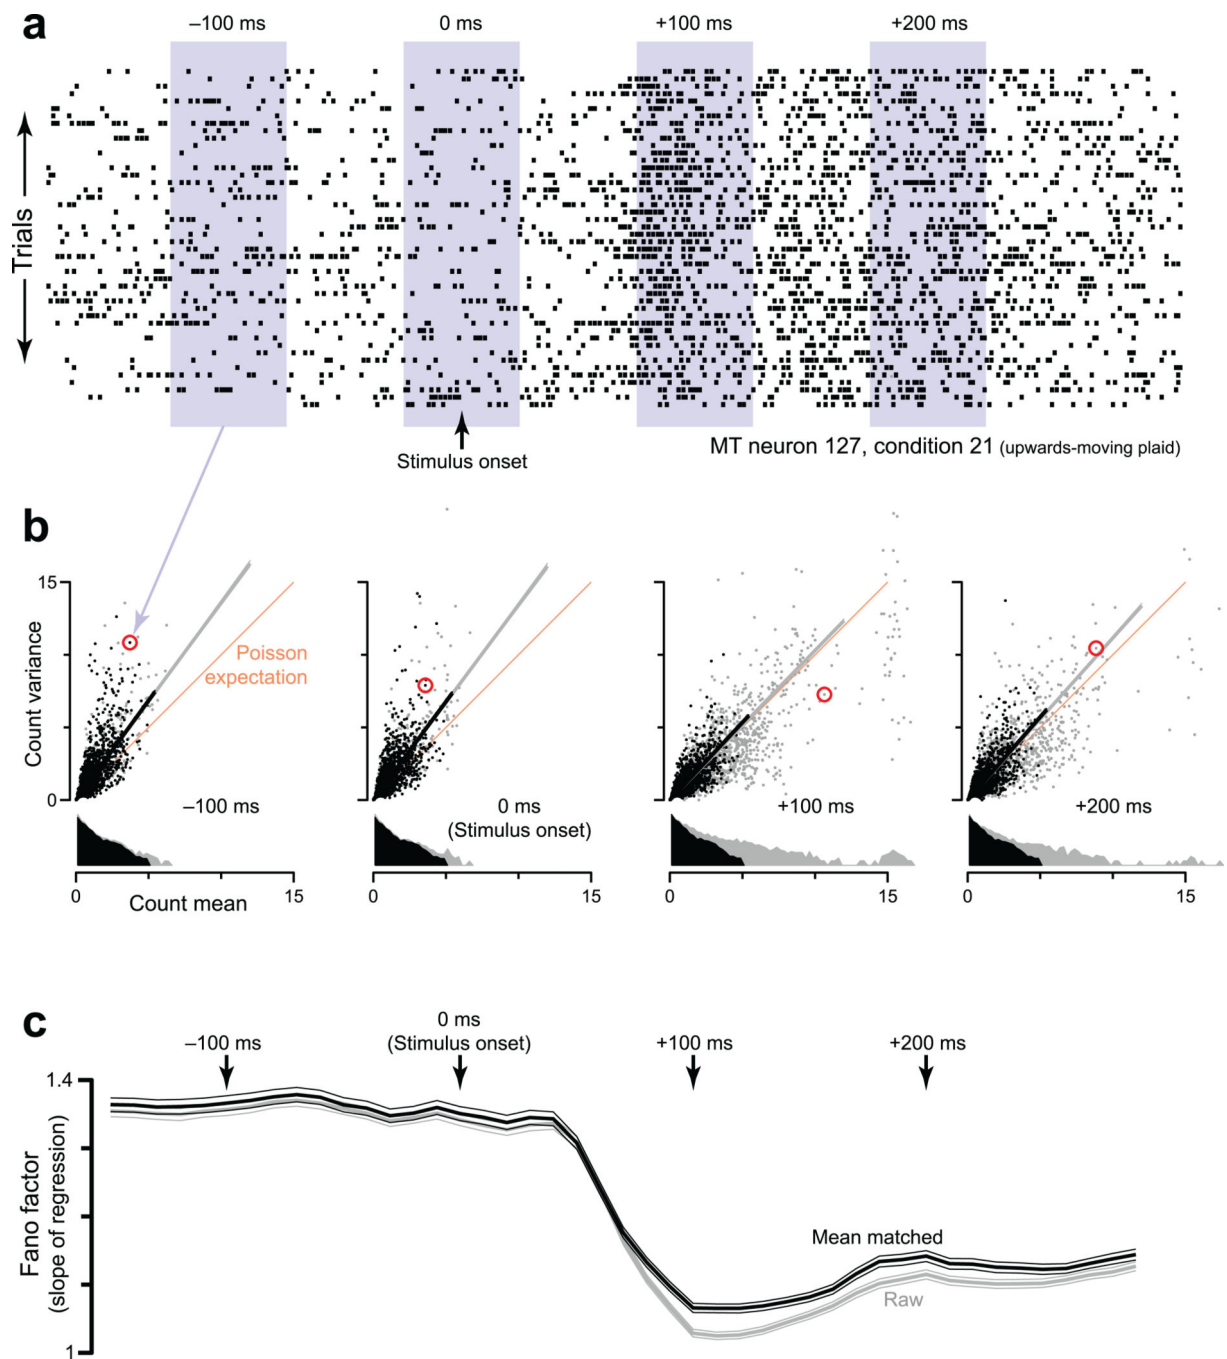 a
–100 ms
0 ms
+100 ms
+200 ms
Trials
Stimulus onset
MT neuron 127, condition 21 (upwards-moving plaid)
b
15
Count variance
0
Poisson
expectation
–100 ms
0 ms
(Stimulus onset)
+100 ms
+200 ms
0
Count mean
15
0
15
0
15
0
15
c
–100 ms
0 ms
(Stimulus onset)
+100 ms
+200 ms
1.4
Fano factor
(slope of regression)
1
Mean matched
Raw